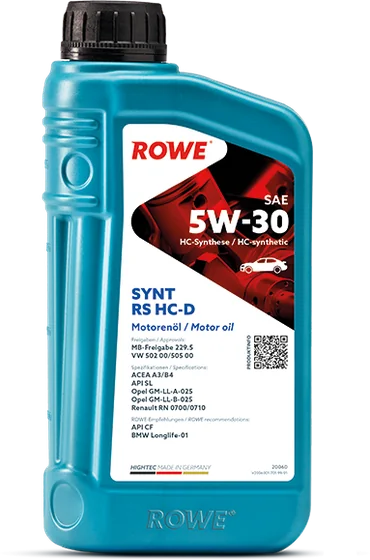 ROWE®
SAE
5W-30
HC-Synthese / HC-synthetic
SYNT
RS HC-D
Motorenöl / Motor oil
PRODUKTINFO
Freigaben / Approvals:
MB-Freigabe 229.5
VW 502 00/505 00
Spezifikationen / Specifications:
ACEA A3/B4
API SL
Opel GM-LL-A-025
Opel GM-LL-B-025
Renault RN 0700/0710
ROWE-Empfehlungen / ROWE recommendations:
API CF
BMW Longlife-01
HIGHTEC MADE IN GERMANY
20060
ROWE®